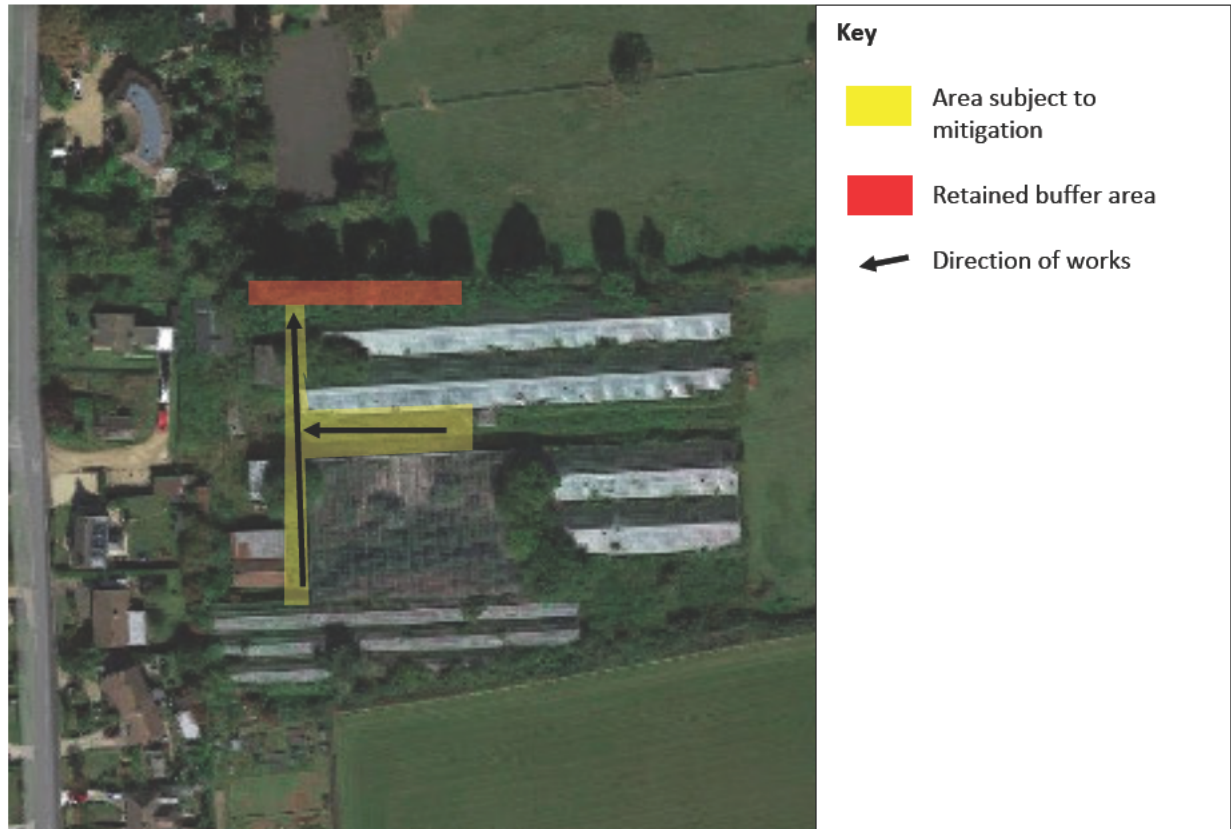 Key
Area subject to
mitigation
Retained buffer area
Direction of works